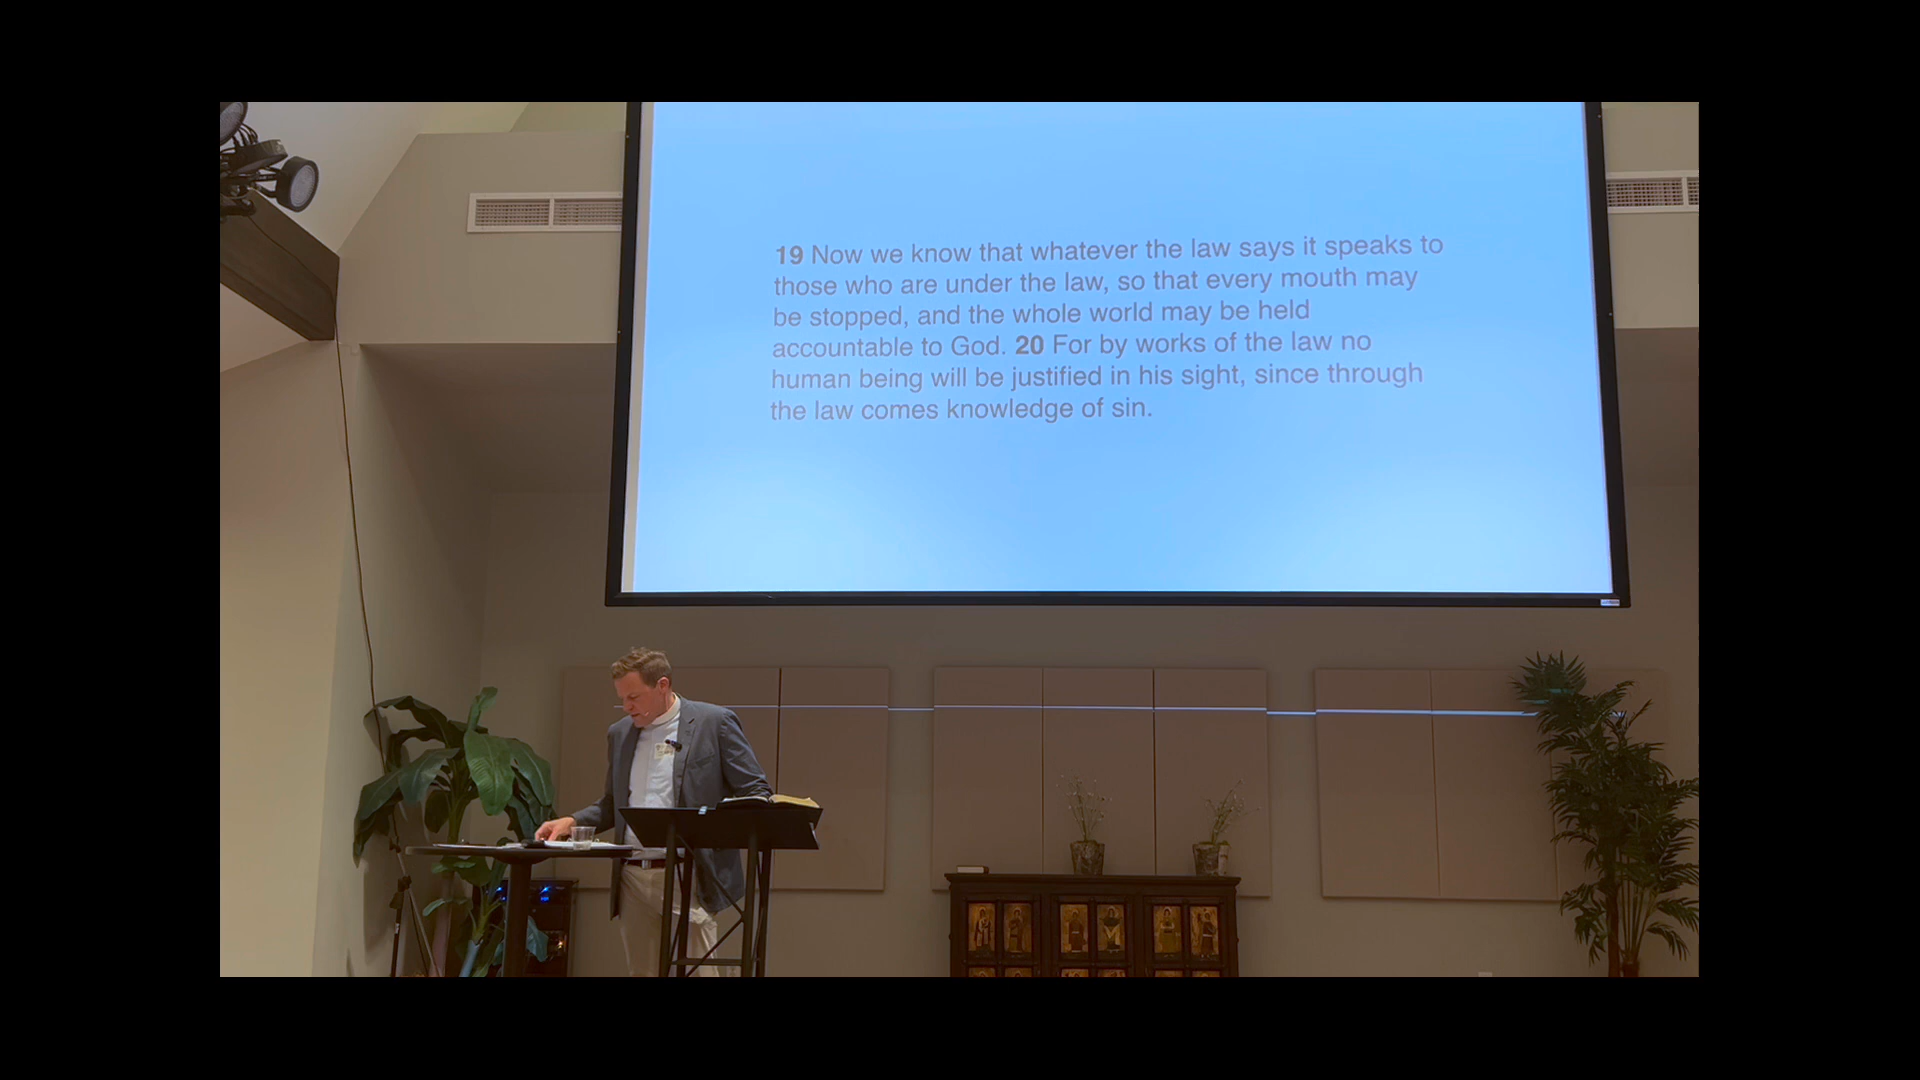 19 Now we know that whatever the law says it speaks to
those who are under the law, so that every mouth may
be stopped, and the whole world may be held
accountable to God. 20 For by works of the law no
human being will be justified in his sight, since through
the law comes knowledge of sin.